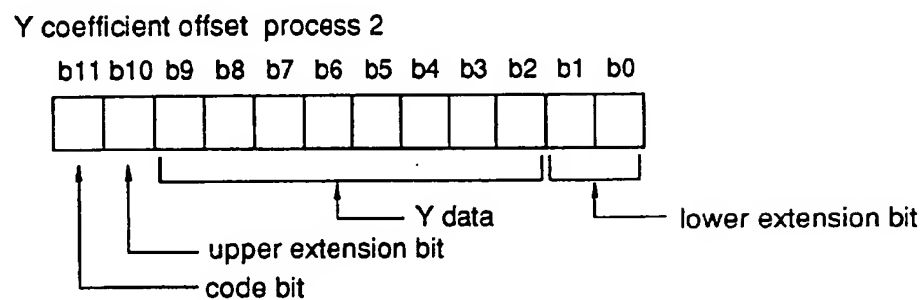 Y coefficient offset process 2
b11 b10 b9 b8 b7 b6 b5 b4 b3 b2 b1 b0
Y data
lower extension bit
upper extension bit
code bit